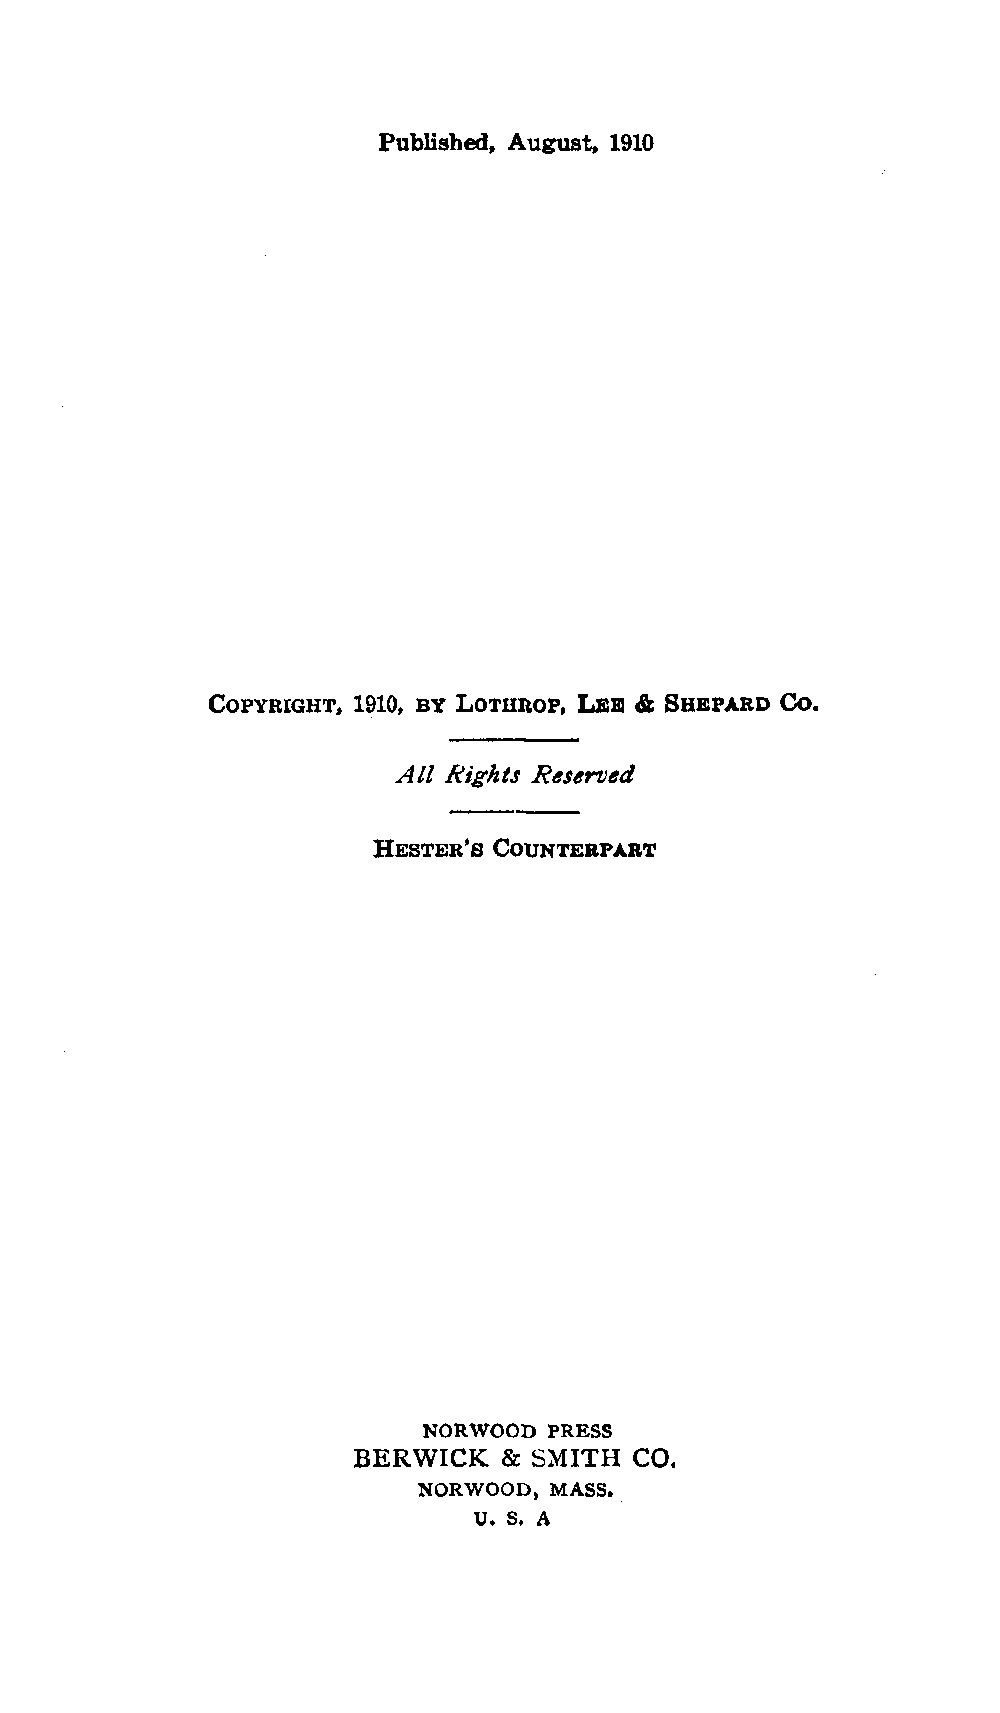 Published, August, 1910
COPYRIGHT, 1910, BY LOTHROP, LEE & SHEPARD CO.
All Rights Reserved
HESTER'S COUNTERPART
NORWOOD PRESS
BERWICK & SMITH CO.
NORWOOD, MASS.
U. S. A